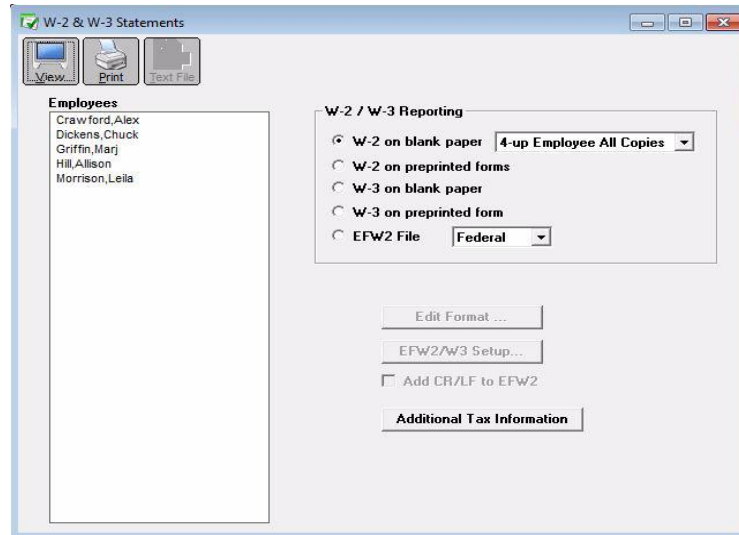 W-2 & W-3 Statements
View... Print Text File
Employees
Crawford,Alex
Dickens,Chuck
Griffin,Marj
Hill,Allison
Morrison,Leila
W-2 / W-3 Reporting
W-2 on blank paper 4-up Employee All Copies
W-2 on preprinted forms
W-3 on blank paper
W-3 on preprinted form
EFW2 File Federal
Edit Format ...
EFW2/W3 Setup...
Add CR/LF to EFW2
Additional Tax Information